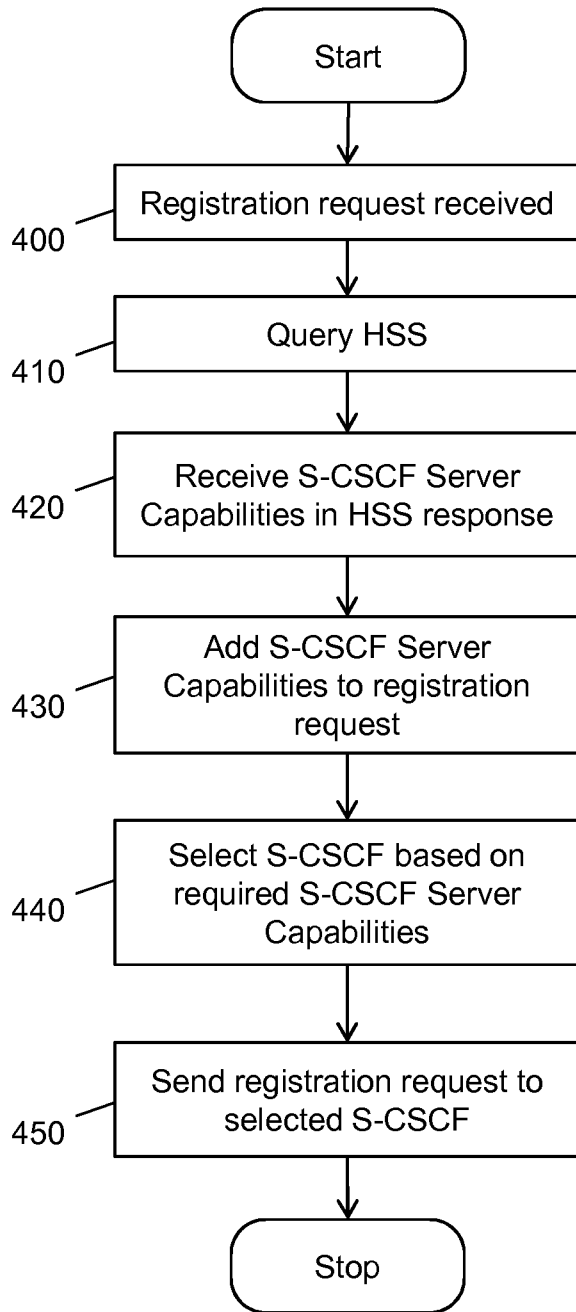 Start
Registration request received
400
Query HSS
410
Receive S-CSCF Server
Capabilities in HSS response
420
Add S-CSCF Server
Capabilities to registration
request
430
Select S-CSCF based on
required S-CSCF Server
Capabilities
440
Send registration request to
selected S-CSCF
450
Stop